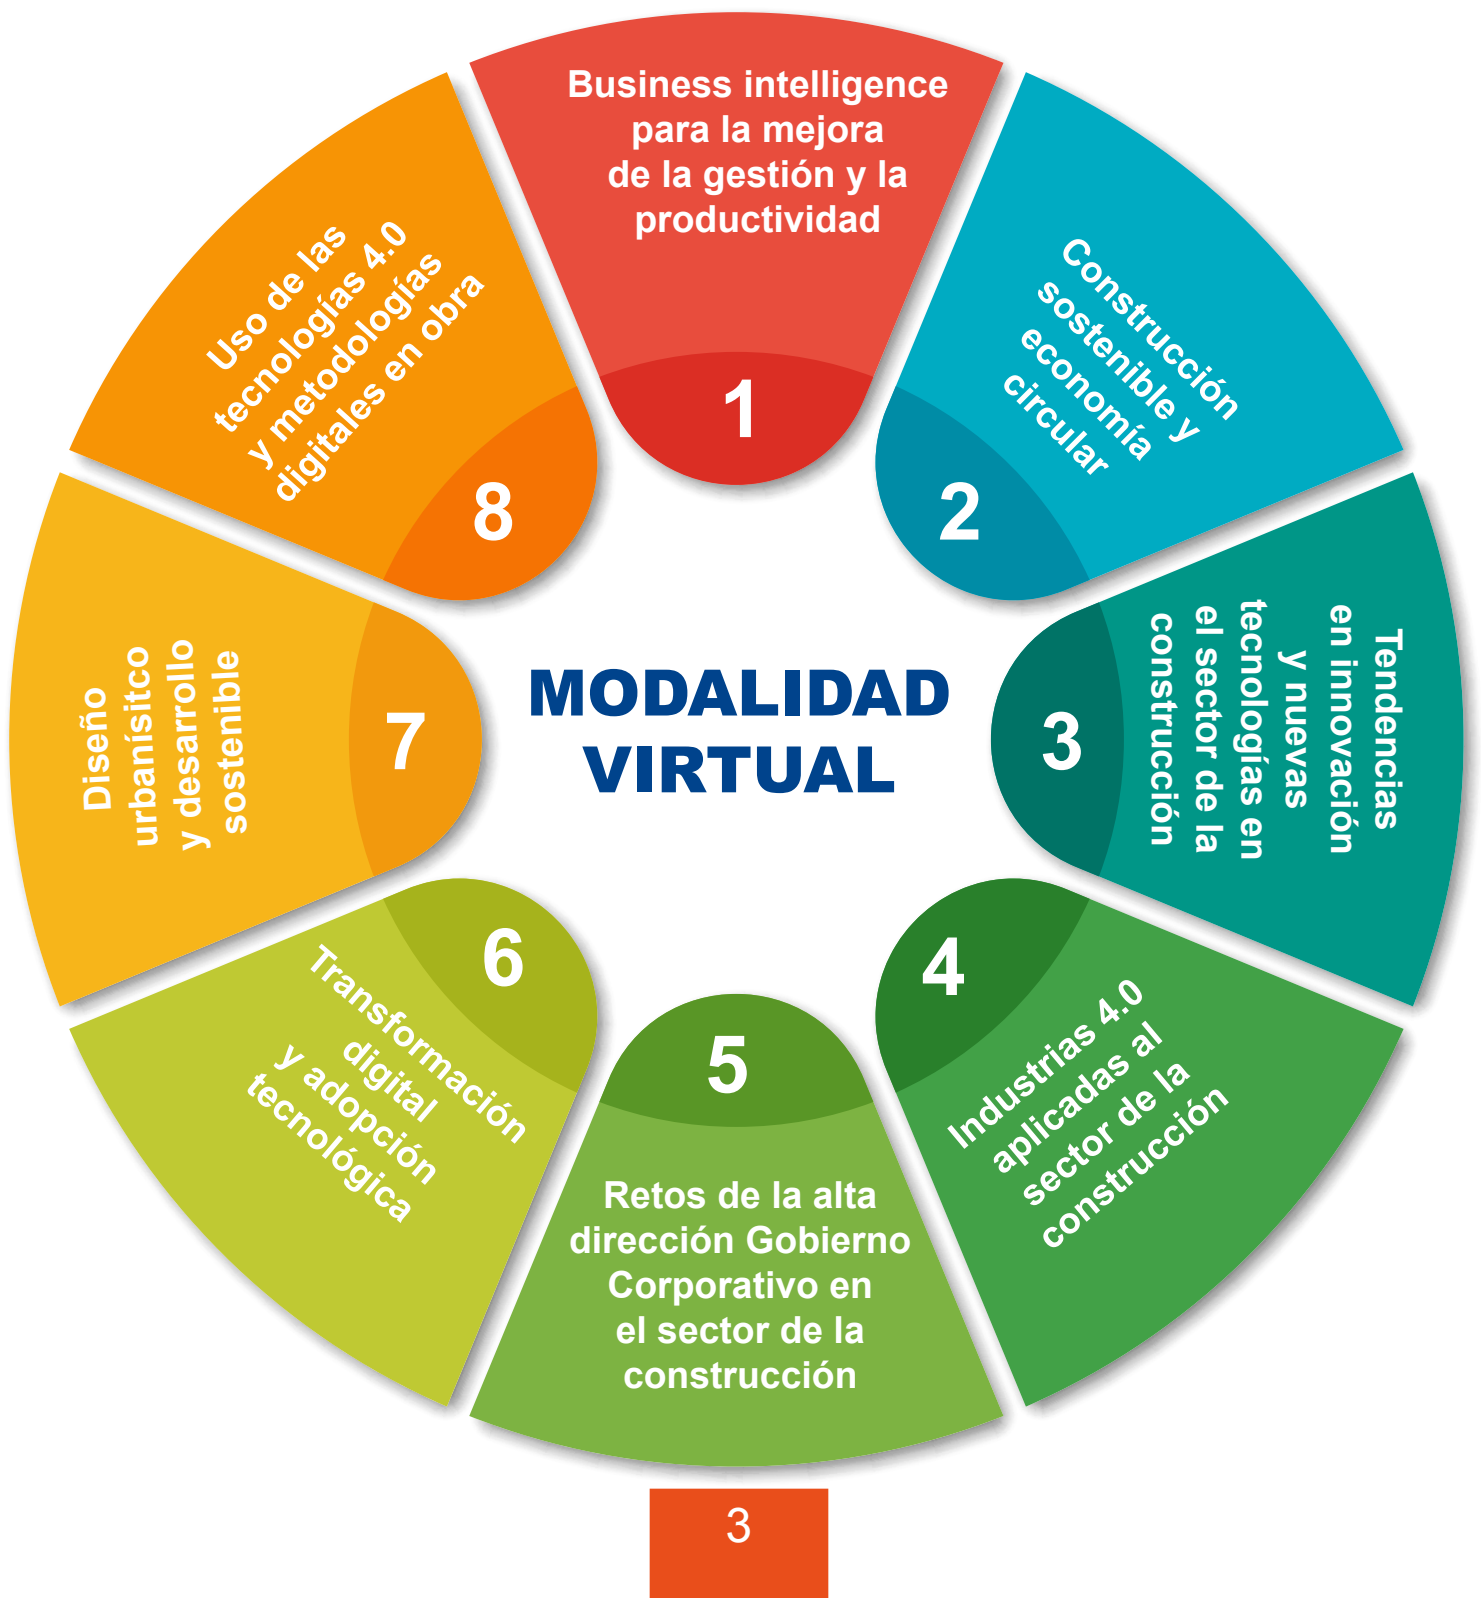 Business intelligence
para la mejora
de la gestión y la
productividad
1
Construcción
sostenible y
economía
circular
2
Tendencias
en innovación
y nuevas
tecnologías en
el sector de la
construcción
3
Industrias 4.0
aplicadas al
sector de la
construcción
4
5
Retos de la alta
dirección Gobierno
Corporativo en
el sector de la
construcción
6
Transformación
digital
y adopción
tecnológica
7
Diseño
urbanísitco
y desarrollo
sostenible
8
Uso de las
tecnologías 4.0
y metodologías
digitales en obra
MODALIDAD
VIRTUAL
3